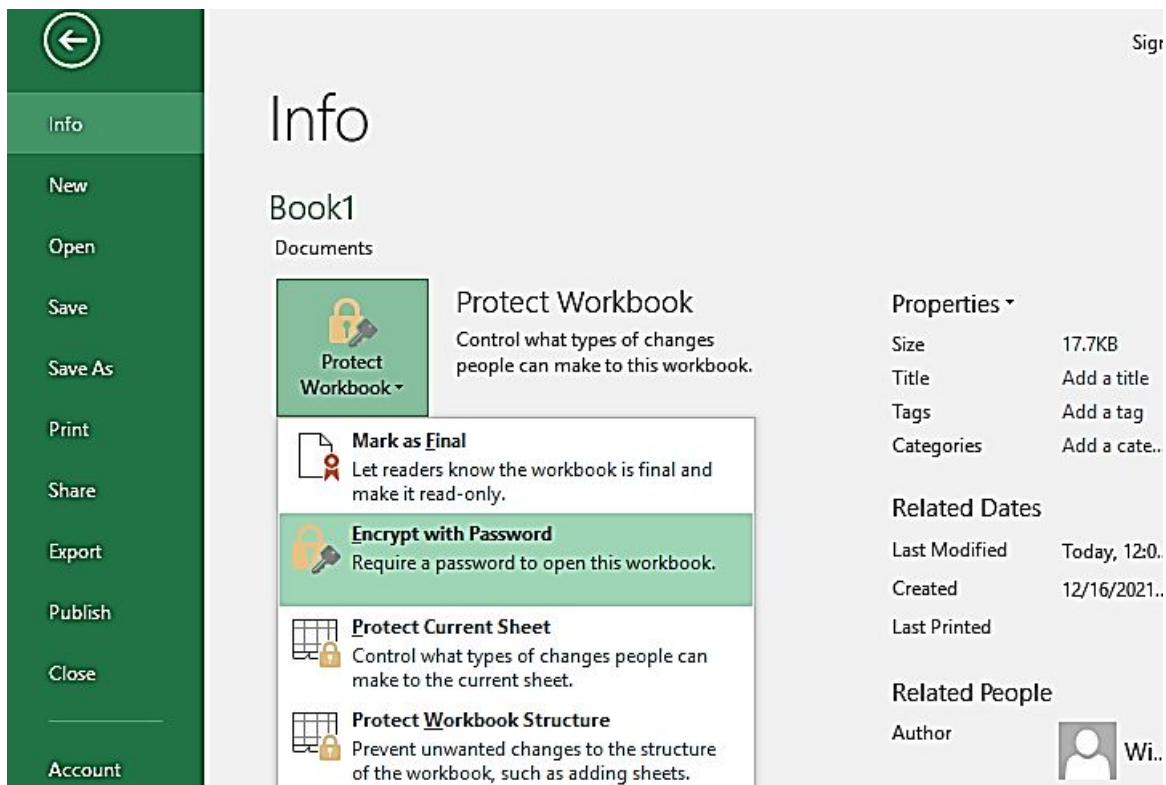 Sign
Info
Info
New
Book1
Open
Documents
Save
Protect Workbook
Properties
Control what types of changes
Size 17.7KB
Save As
Protect
people can make to this workbook.
Title Add a title
Workbook
Tags Add a tag
Print
Mark as Final
Categories Add a cate...
Let readers know the workbook is final and
make it read-only.
Share
Related Dates
Encrypt with Password
Export
Require a password to open this workbook.
Last Modified Today, 12:0...
Created 12/16/2021...
Publish
Protect Current Sheet
Last Printed
Control what types of changes people can
make to the current sheet.
Close
Related People
Protect Workbook Structure
Author Wi...
Prevent unwanted changes to the structure
of the workbook, such as adding sheets.
Account